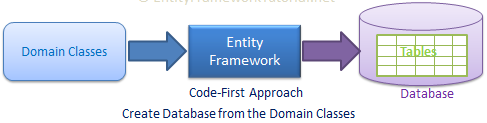 © EntityFrameworkTutorial.net
Domain Classes
Entity
Framework
Tables
Database
Code-First Approach
Create Database from the Domain Classes